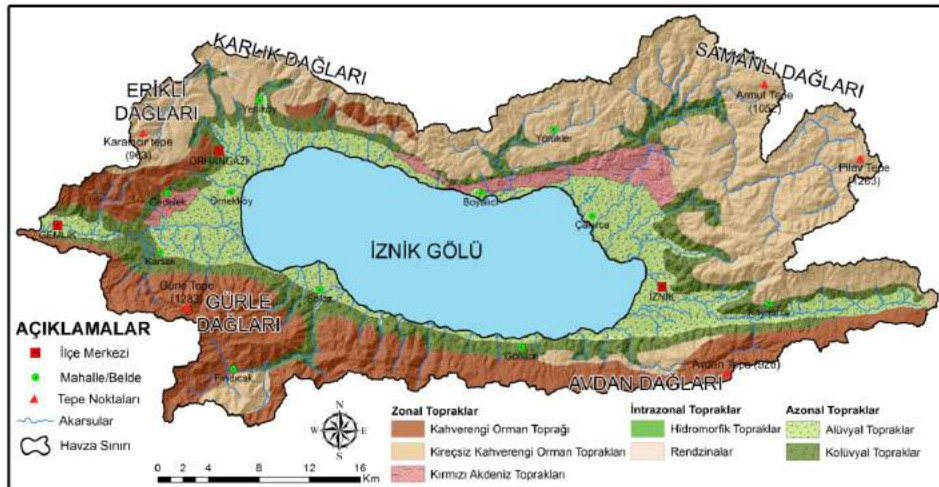 KARLIK DAĞLARI
SAMANLI DAĞLARI
ERİKLİ
DAĞLARI
Armut Tepe
(1052)
Yeniköy
Yörükler
Karamcır tepe
(963)
ORHANGAZİ
Pilav Tepe
(1263)
Gedelek
Örnekköy
Boyalıca
Çakırca
GEMLİK
İZNİK GÖLÜ
Karsak
Gürle Tepe
(1283)
Sölöz
İZNİK
GÜRLE
DAĞLARI
Göllüce
Avdan Tepe (926)
AVDAN DAĞLARI
Fındıcak
AÇIKLAMALAR
İlçe Merkezi
Mahalle/Belde
Tepe Noktaları
Akarsular
Havza Sınırı
N
W E
S
0 2 4 8 12 16
Km
Zonal Topraklar
Kahverengi Orman Toprağı
Kireçsiz Kahverengi Orman Toprakları
Kırmızı Akdeniz Toprakları
İntrazonal Topraklar
Hidromorfik Topraklar
Rendzinalar
Azonal Topraklar
Alüvyal Topraklar
Kolüvyal Topraklar